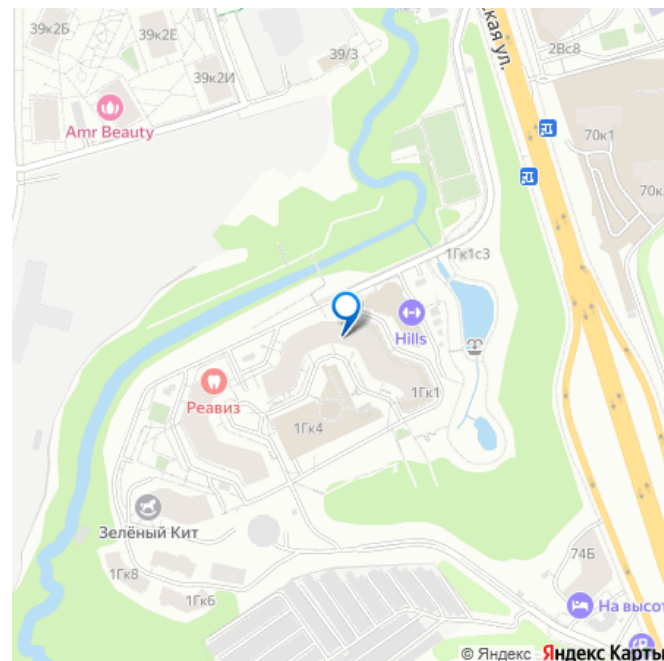 39к2Б
39к2Е
39/3
39к2И
Amr Beauty
ская ул.
2Вс8
70к1
70к
1Гк1с3
Hills
Реавиз
1Гк1
1Гк4
Зелёный Кит
1Гк8
1Гк6
74Б
На высот
© Яндекс Яндекс Карты